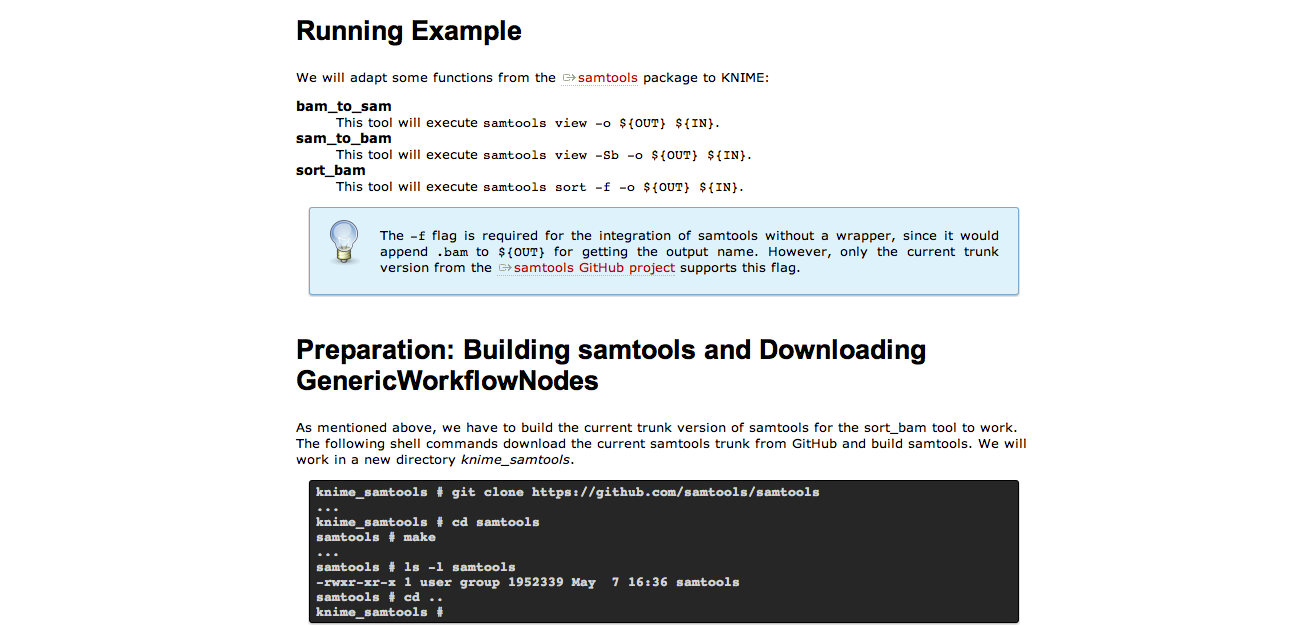 Running Example
We will adapt some functions from the samtools package to KNIME:
bam_to_sam
This tool will execute samtools view -o ${OUT} ${IN}.
sam_to_bam
This tool will execute samtools view -Sb -o ${OUT} ${IN}.
sort_bam
This tool will execute samtools sort -f -o ${OUT} ${IN}.
The -f flag is required for the integration of samtools without a wrapper, since it would
append .bam to ${OUT} for getting the output name. However, only the current trunk
version from the samtools GitHub project supports this flag.
Preparation: Building samtools and Downloading
GenericWorkflowNodes
As mentioned above, we have to build the current trunk version of samtools for the sort_bam tool to work.
The following shell commands download the current samtools trunk from GitHub and build samtools. We will
work in a new directory knime_samtools.
knime_samtools # git clone https://github.com/samtools/samtools
...
knime_samtools # cd samtools
samtools # make
...
samtools # ls -l samtools
-rwxr-xr-x 1 user group 1952339 May  7 16:36 samtools
samtools # cd ..
knime_samtools #